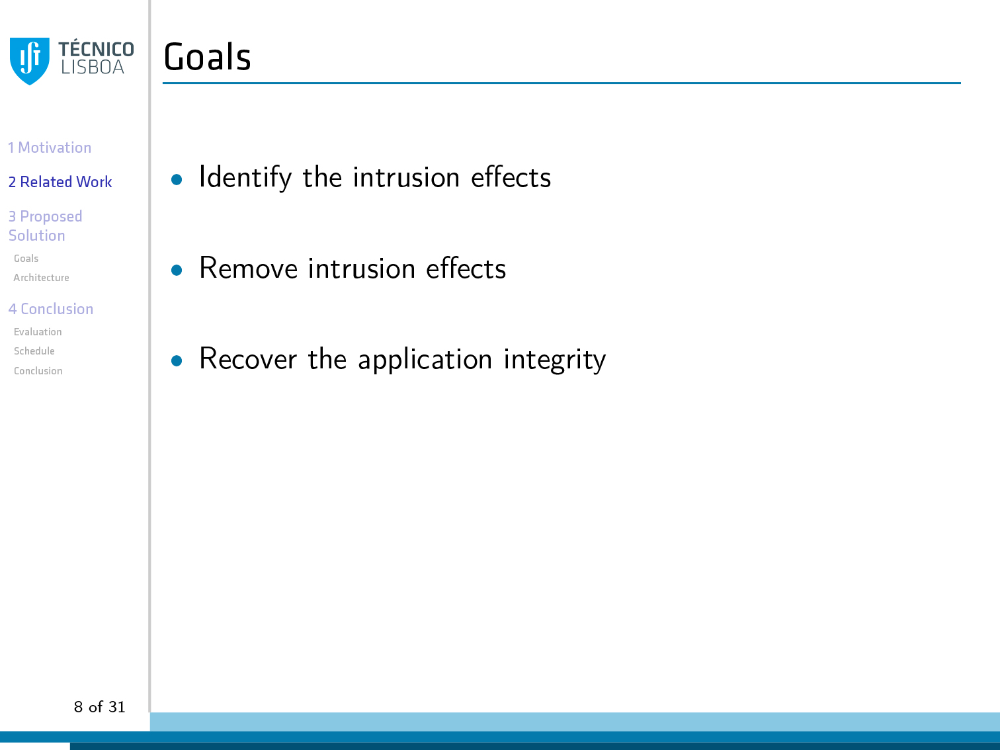 TÉCNICO
LISBOA
Goals
1 Motivation
2 Related Work
3 Proposed
Solution
Goals
Architecture
4 Conclusion
Evaluation
Schedule
Conclusion
• Identify the intrusion effects
• Remove intrusion effects
• Recover the application integrity
8 of 31